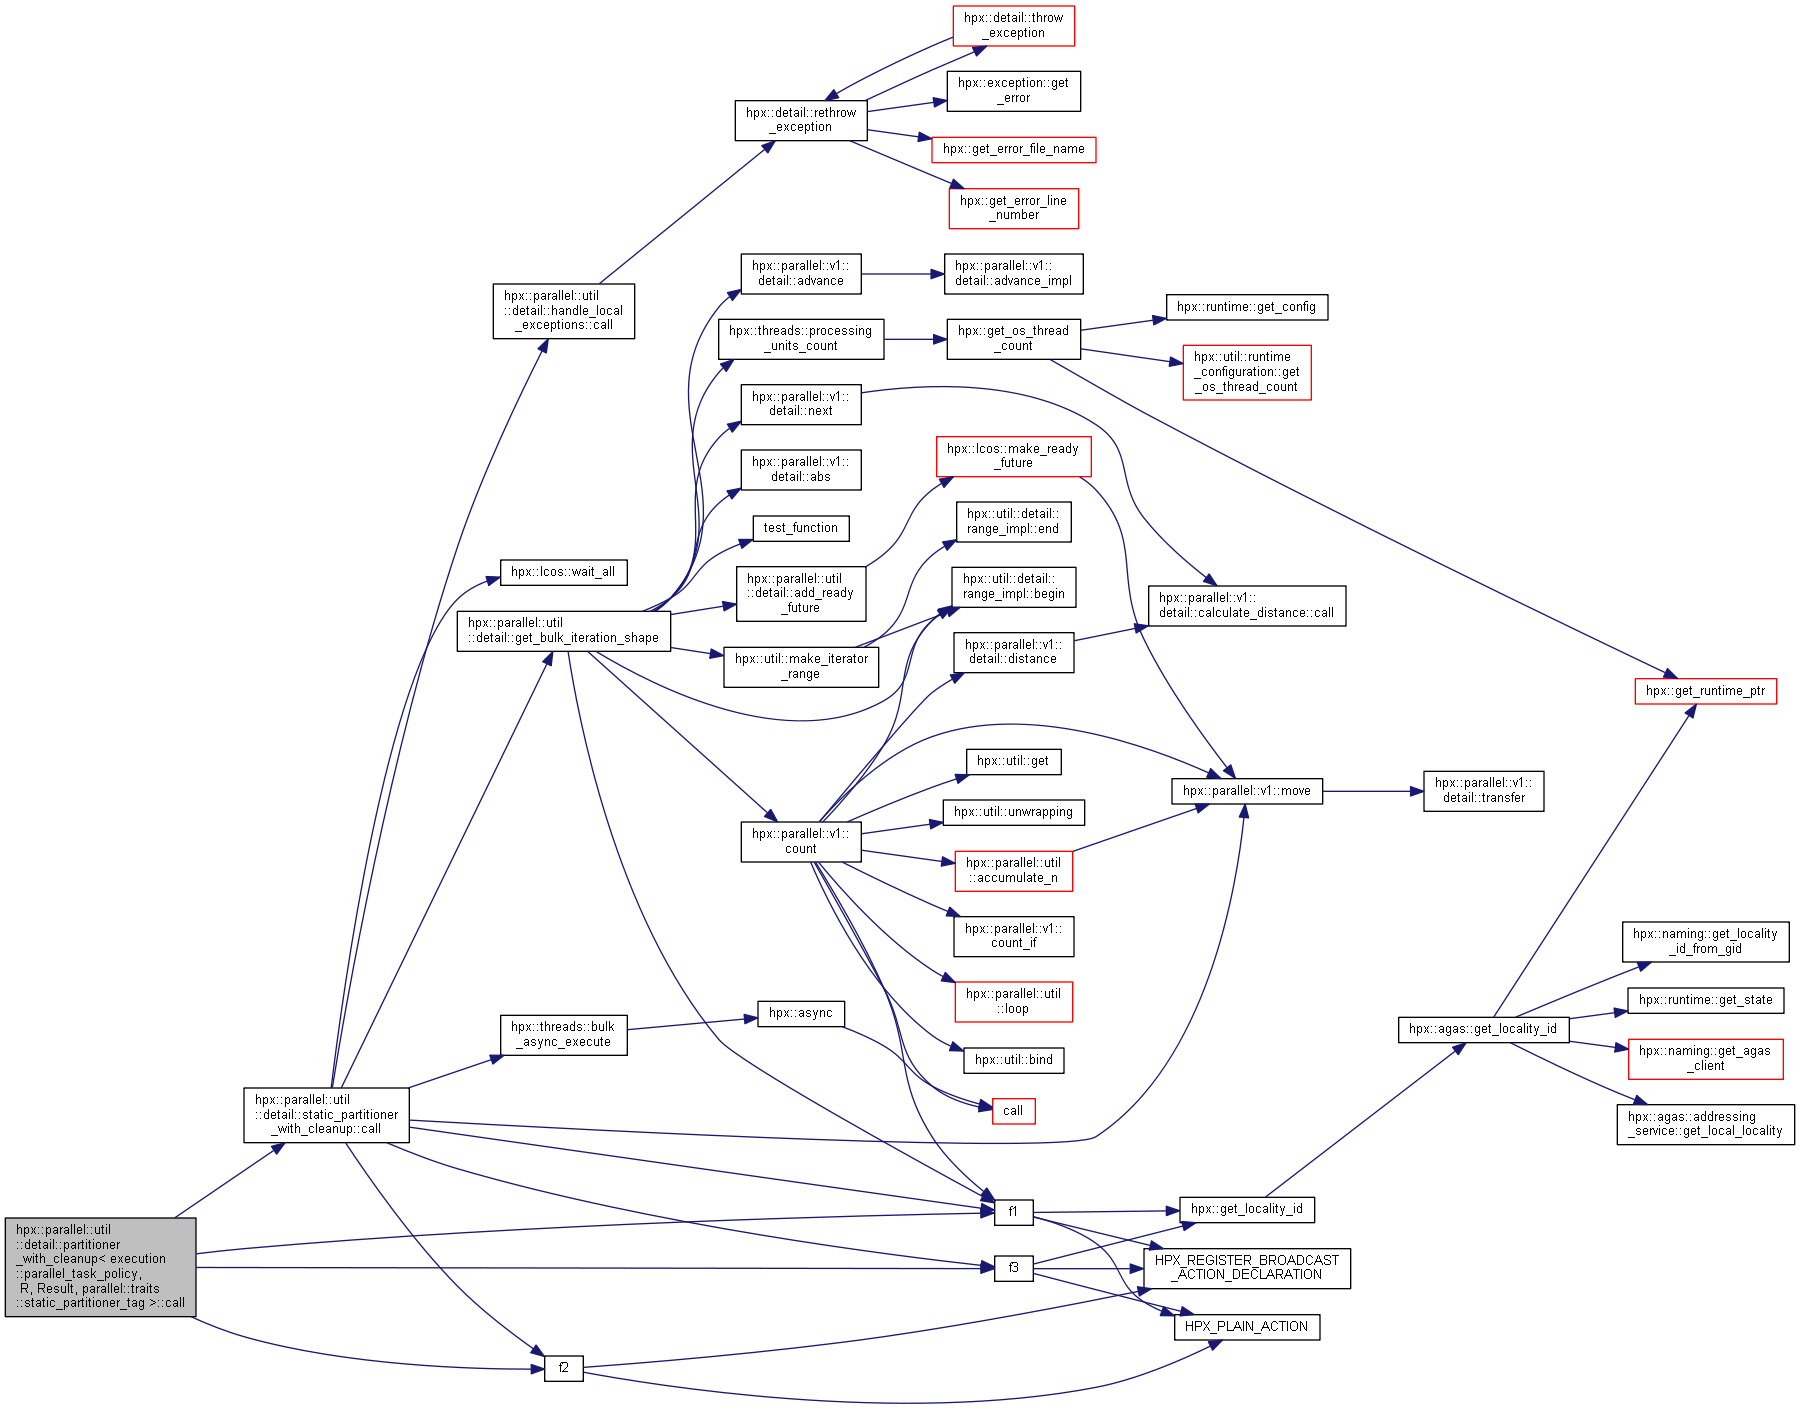 hpx::detail::throw
_exception
hpx::exception::get
_error
hpx::detail::rethrow
_exception
hpx::get_error_file_name
hpx::get_error_line
_number
hpx::parallel::v1::
detail::advance
hpx::parallel::v1::
detail::advance_impl
hpx::parallel::util
::detail::handle_local
_exceptions::call
hpx::runtime::get_config
hpx::threads::processing
_units_count
hpx::get_os_thread
_count
hpx::util::runtime
_configuration::get
_os_thread_count
hpx::parallel::v1::
detail::next
hpx::parallel::v1::
detail::abs
hpx::lcos::make_ready
_future
test_function
hpx::util::detail::
range_impl::end
hpx::lcos::wait_all
hpx::parallel::util
::detail::add_ready
_future
hpx::util::detail::
range_impl::begin
hpx::parallel::v1::
detail::calculate_distance::call
hpx::parallel::util
::detail::get_bulk_iteration_shape
hpx::util::make_iterator
_range
hpx::parallel::v1::
detail::distance
hpx::get_runtime_ptr
hpx::util::get
hpx::parallel::v1::move
hpx::parallel::v1::
detail::transfer
hpx::util::unwrapping
hpx::parallel::v1::
count
hpx::parallel::util
::accumulate_n
hpx::parallel::v1::
count_if
hpx::naming::get_locality
_id_from_gid
hpx::parallel::util
::loop
hpx::runtime::get_state
hpx::async
hpx::threads::bulk
_async_execute
hpx::agas::get_locality_id
hpx::util::bind
hpx::naming::get_agas
_client
hpx::parallel::util
::detail::static_partitioner
_with_cleanup::call
call
hpx::agas::addressing
_service::get_local_locality
f1
hpx::get_locality_id
hpx::parallel::util
::detail::partitioner
_with_cleanup< execution
::parallel_task_policy,
R, Result, parallel::traits
::static_partitioner_tag >::call
f3
HPX_REGISTER_BROADCAST
_ACTION_DECLARATION
HPX_PLAIN_ACTION
f2